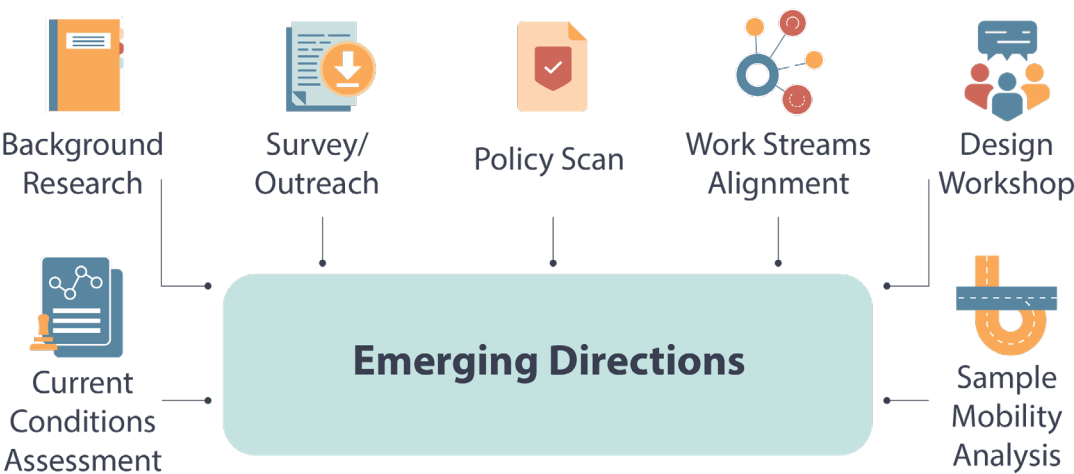 Background
Research
Survey/
Outreach
Policy Scan
Work Streams
Alignment
Design
Workshop
Current
Conditions
Assessment
Emerging Directions
Sample
Mobility
Analysis